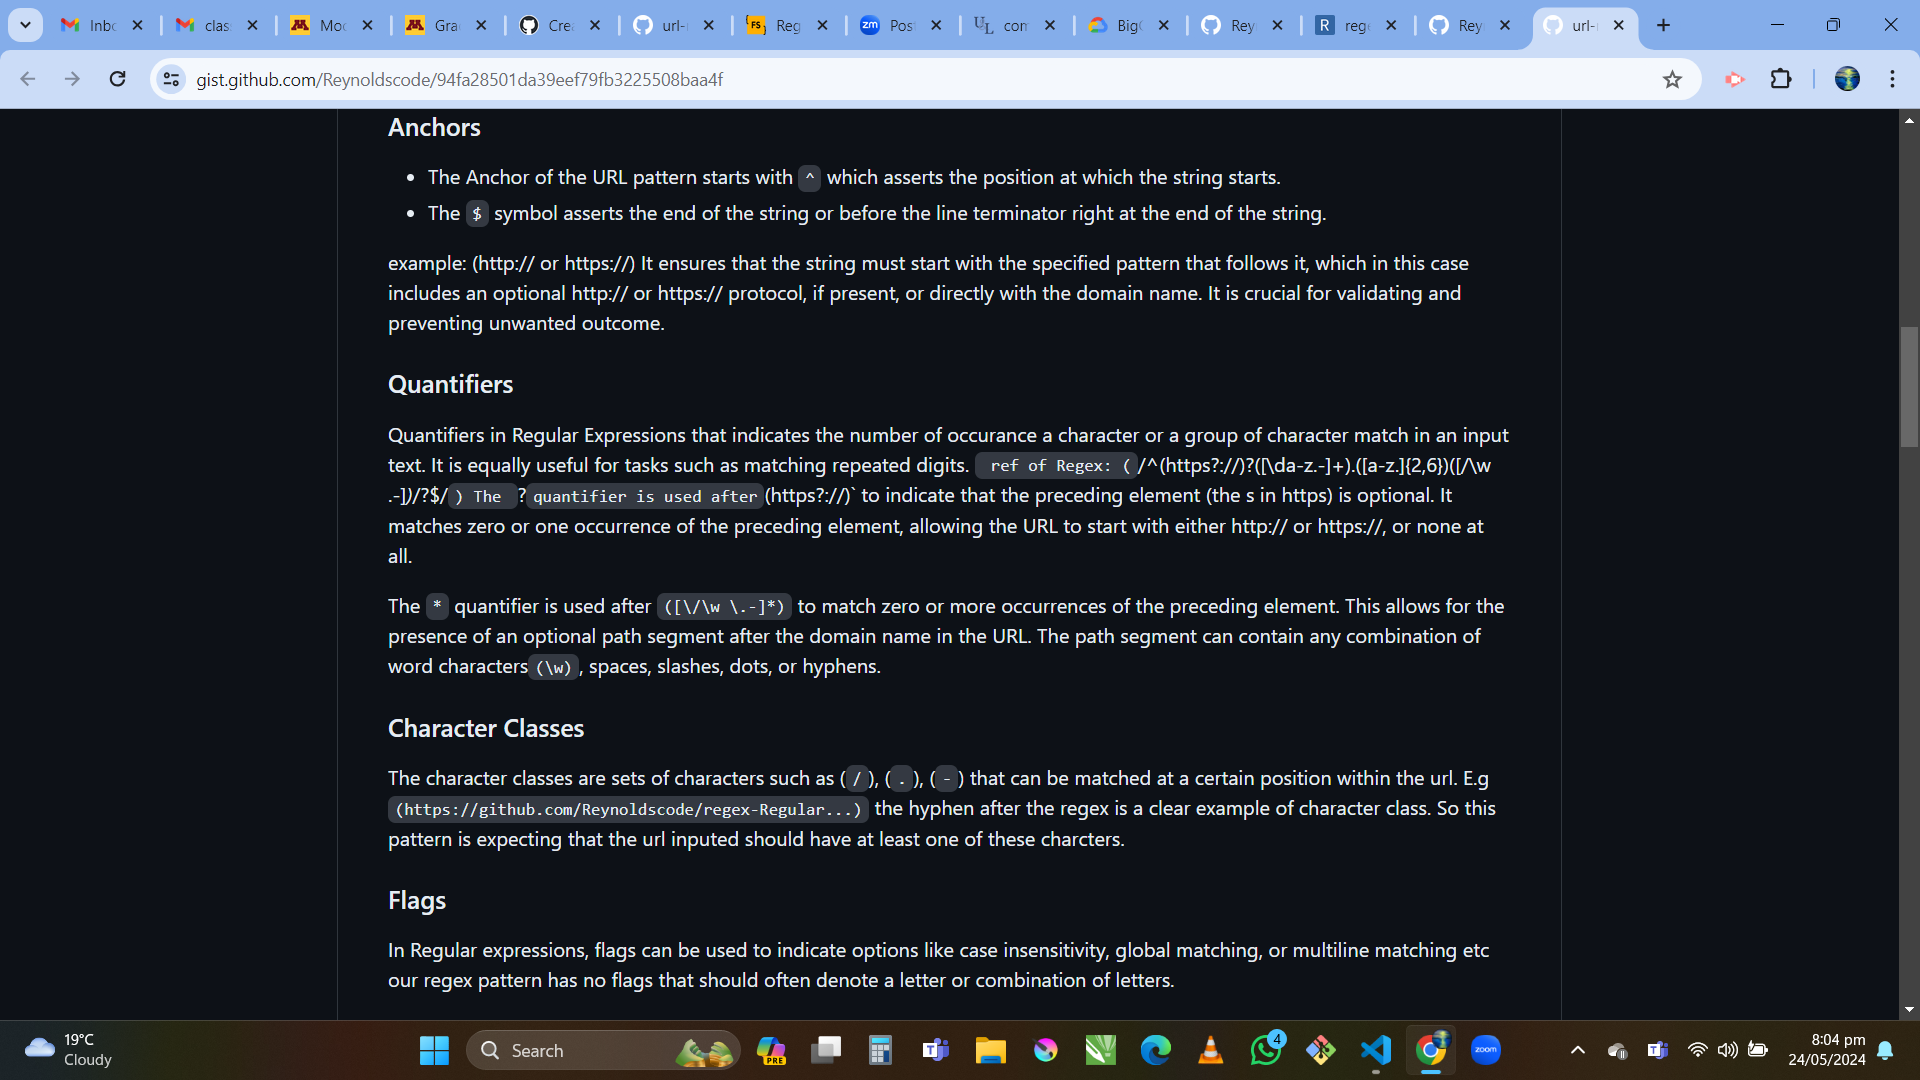 Inbo
clas
Moo
Grac
Crea
url-r
Reg
Post
com
BigQ
Reyn
rege
Reyn
url-r
gist.github.com/Reynoldscode/94fa28501da39eef79fb3225508baa4f
Anchors
• The Anchor of the URL pattern starts with ^ which asserts the position at which the string starts.
• The $ symbol asserts the end of the string or before the line terminator right at the end of the string.
example: (http:// or https://) It ensures that the string must start with the specified pattern that follows it, which in this case
includes an optional http:// or https:// protocol, if present, or directly with the domain name. It is crucial for validating and
preventing unwanted outcome.
Quantifiers
Quantifiers in Regular Expressions that indicates the number of occurance a character or a group of character match in an input
text. It is equally useful for tasks such as matching repeated digits. ref of Regex: (/^(https?://)?([\da-z.-]+).([a-z.]{2,6})([/\w
.-])/?$/) The ?quantifier is used after(https?://)` to indicate that the preceding element (the s in https) is optional. It
matches zero or one occurrence of the preceding element, allowing the URL to start with either http:// or https://, or none at
all.
The * quantifier is used after ([\/\w \.-]*) to match zero or more occurrences of the preceding element. This allows for the
presence of an optional path segment after the domain name in the URL. The path segment can contain any combination of
word characters (\w), spaces, slashes, dots, or hyphens.
Character Classes
The character classes are sets of characters such as (/), (.), (-) that can be matched at a certain position within the url. E.g
(https://github.com/Reynoldscode/regex-Regular...) the hyphen after the regex is a clear example of character class. So this
pattern is expecting that the url inputed should have at least one of these charcters.
Flags
In Regular expressions, flags can be used to indicate options like case insensitivity, global matching, or multiline matching etc
our regex pattern has no flags that should often denote a letter or combination of letters.
19°C
Cloudy
Search
PRE
4
zoom
8:04 pm
24/05/2024